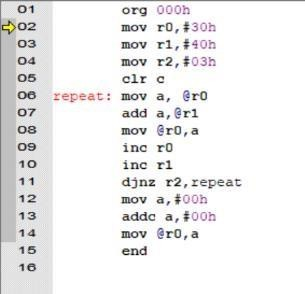 01 org 000h
02 mov r0,#30h
03 mov r1,#40h
04 mov r2,#03h
05 clr c
06 repeat: mov a, @r0
07 add a,@r1
08 mov @r0,a
09 inc r0
10 inc r1
11 djnz r2,repeat
12 mov a,#00h
13 addc a,#00h
14 mov @r0,a
15 end
16